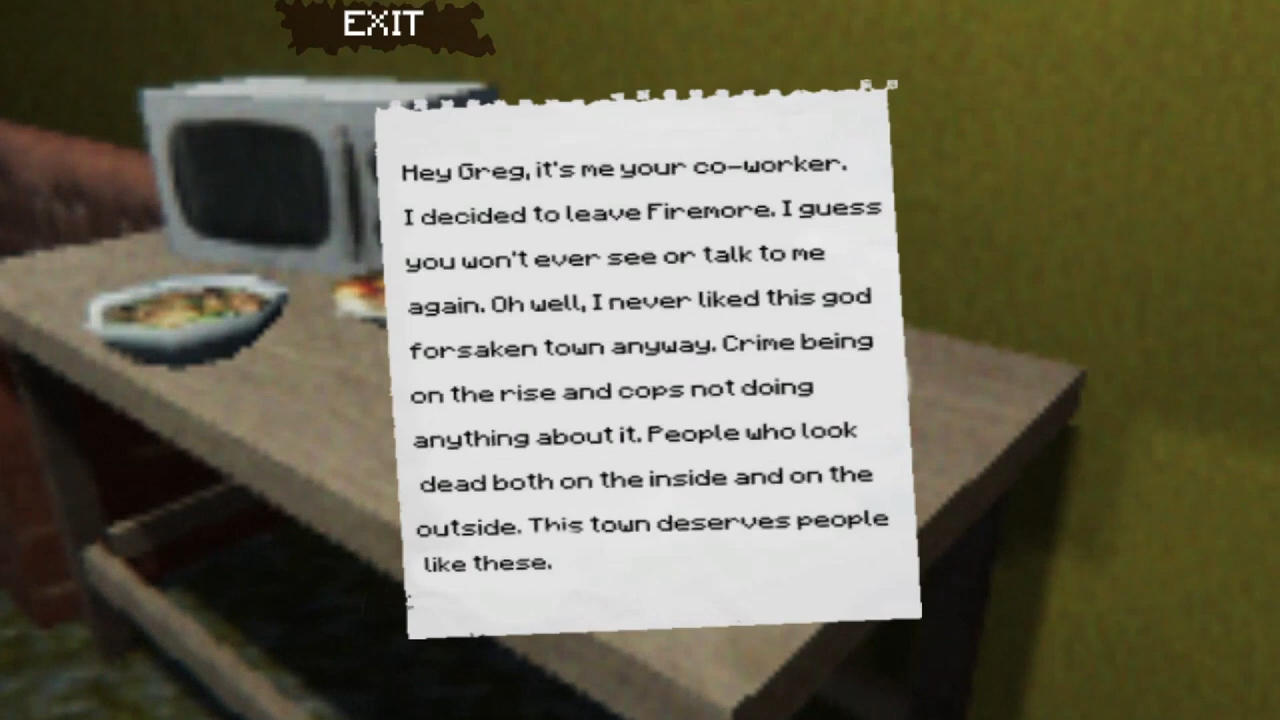 EXIT
Hey Greg, it's me your co-worker.
I decided to leave Firemore. I guess
you won't ever see or talk to me
again. Oh well, I never liked this god
forsaken town anyway. Crime being
on the rise and cops not doing
anything about it. People who look
dead both on the inside and on the
outside. This town deserves people
like these.